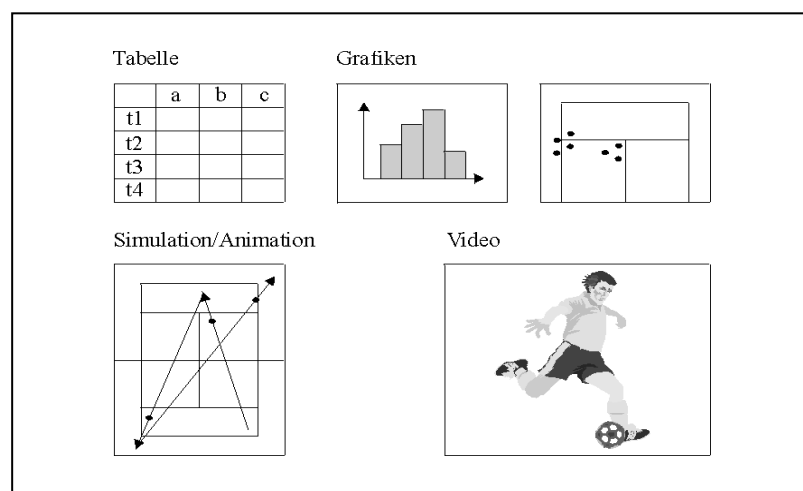 Tabelle
Grafiken
a b c
t1
t2
t3
t4
Simulation/Animation
Video